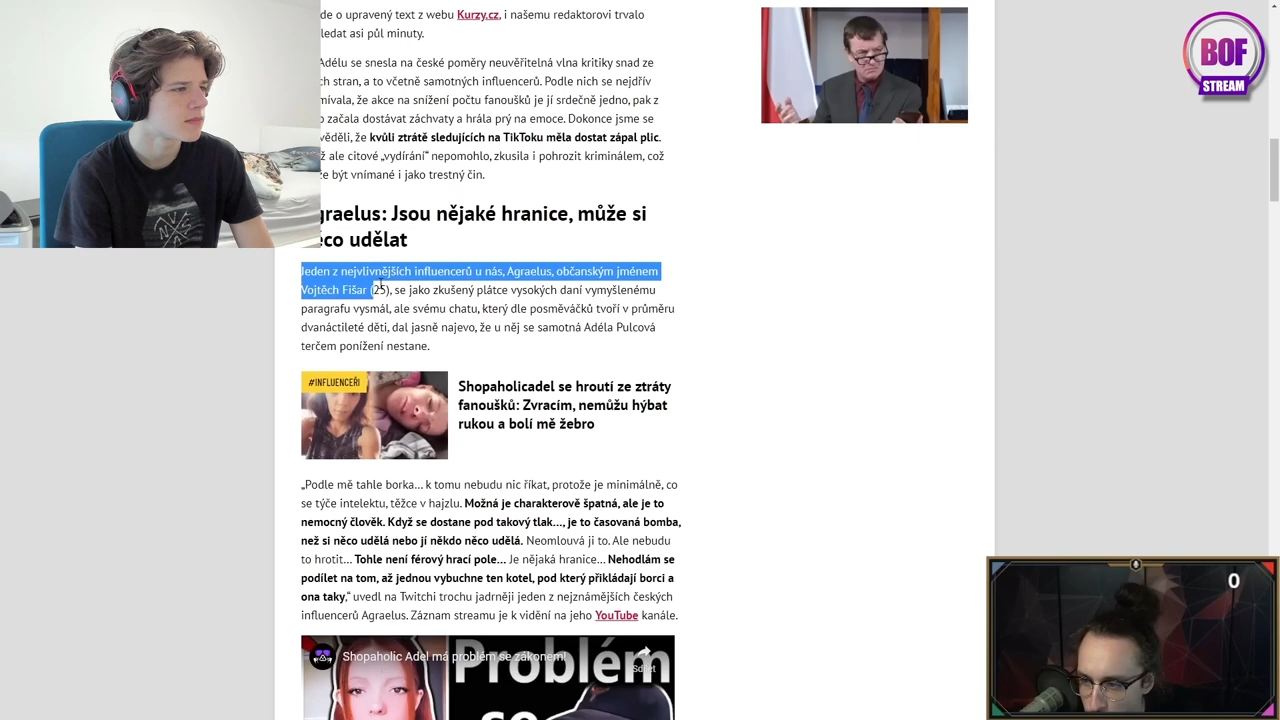 de o upravený text z webu Kurzy.cz, i našemu redaktorovi trvalo
ledat asi půl minuty.
Adélu se snesla na české poměry neuvěřitelná vlna kritiky snad ze
ch stran, a to včetně samotných influencerů. Podle nich se nejdřív
mívala, že akce na snížení počtu fanoušků je jí srdečně jedno, pak z
o začala dostávat záchvaty a hrála prý na emoce. Dokonce jsme se
věděli, že kvůli ztrátě sledujících na TikToku měla dostat zápal plic.
ž ale citové „vydírání“ nepomohlo, zkusila i pohrozit kriminálem, což
že být vnímané i jako trestný čin.
graelus: Jsou nějaké hranice, může si
ěco udělat
Jeden z nejvlivnějších influencerů u nás, Agraelus, občanským jménem
Vojtěch Fišar (25), se jako zkušený plátce vysokých daní vymyšlenému
paragrafu vysmál, ale svému chatu, který dle posměváčků tvoří v průměru
dvanáctileté děti, dal jasně najevo, že u něj se samotná Adéla Pulcová
terčem ponížení nestane.
#INFLUENCEŘI
Shopaholicadel se hroutí ze ztráty
fanoušků: Zvracím, nemůžu hýbat
rukou a bolí mě žebro
„Podle mě tahle borka... k tomu nebudu nic říkat, protože je minimálně, co
se týče intelektu, těžce v hajzlu. Možná je charakterově špatná, ale je to
nemocný člověk. Když se dostane pod takový tlak..., je to časovaná bomba,
než si něco udělá nebo jí někdo něco udělá. Neomlouvá ji to. Ale nebudu
to hrotit... Tohle není férový hrací pole... Je nějaká hranice... Nehodlám se
podílet na tom, až jednou vybuchne ten kotel, pod který přikládají borci a
ona taky,“ uvedl na Twitchi trochu jadrněji jeden z nejznámějších českých
influencerů Agraelus. Záznam streamu je k vidění na jeho YouTube kanále.
Shopaholic Adel má problém se zákonem!
Sdílet
Problém
se
BOF
STREAM
0